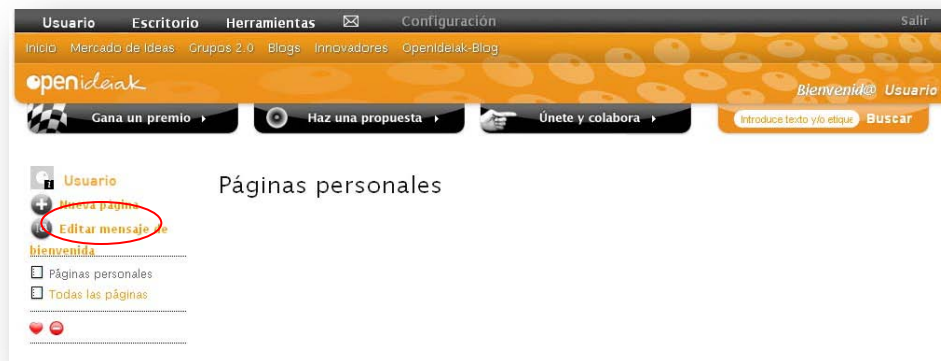 Usuario Escritorio Herramientas Configuración Salir
Inicio Mercado de Ideas Grupos 2.0 Blogs Innovadores OpenIdeiak-Blog
openideiak
Bienvenid@ Usuario
Gana un premio Haz una propuesta Únete y colabora Introduce texto y/o etique Buscar
Usuario
Páginas personales
Nueva página
Editar mensaje de
bienvenida
Páginas personales
Todas las páginas